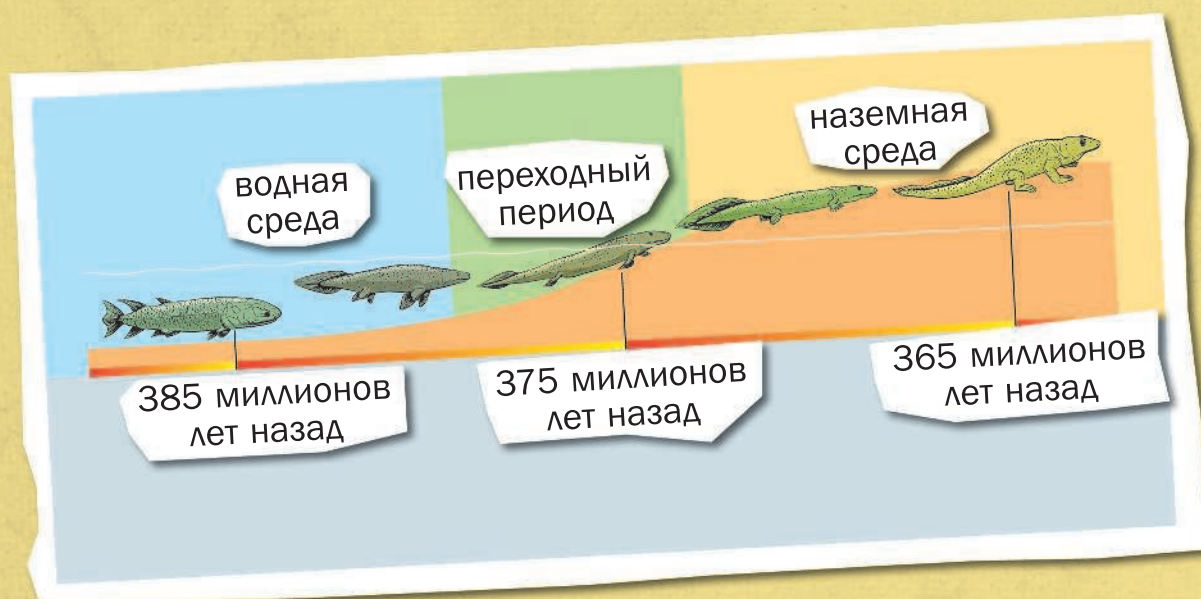 водная
среда
переходный
период
наземная
среда
385 миллионов
лет назад
375 миллионов
лет назад
365 миллионов
лет назад